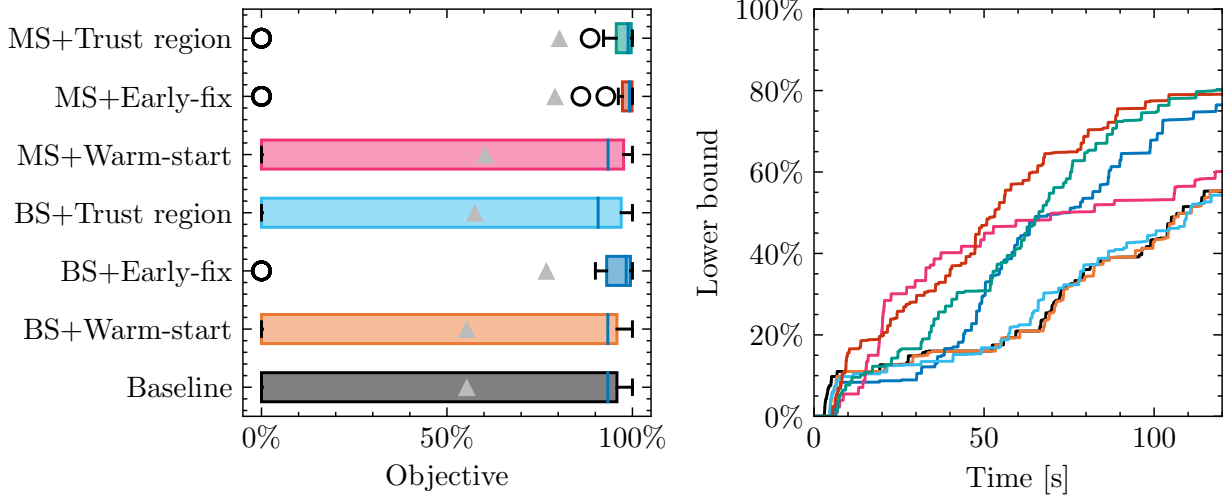 MS+Trust region
MS+Early-fix
MS+Warm-start
BS+Trust region
BS+Early-fix
BS+Warm-start
Baseline
0%
50%
100%
Objective
100%
80%
60%
40%
20%
0%
Lower bound
0
50
100
Time [s]